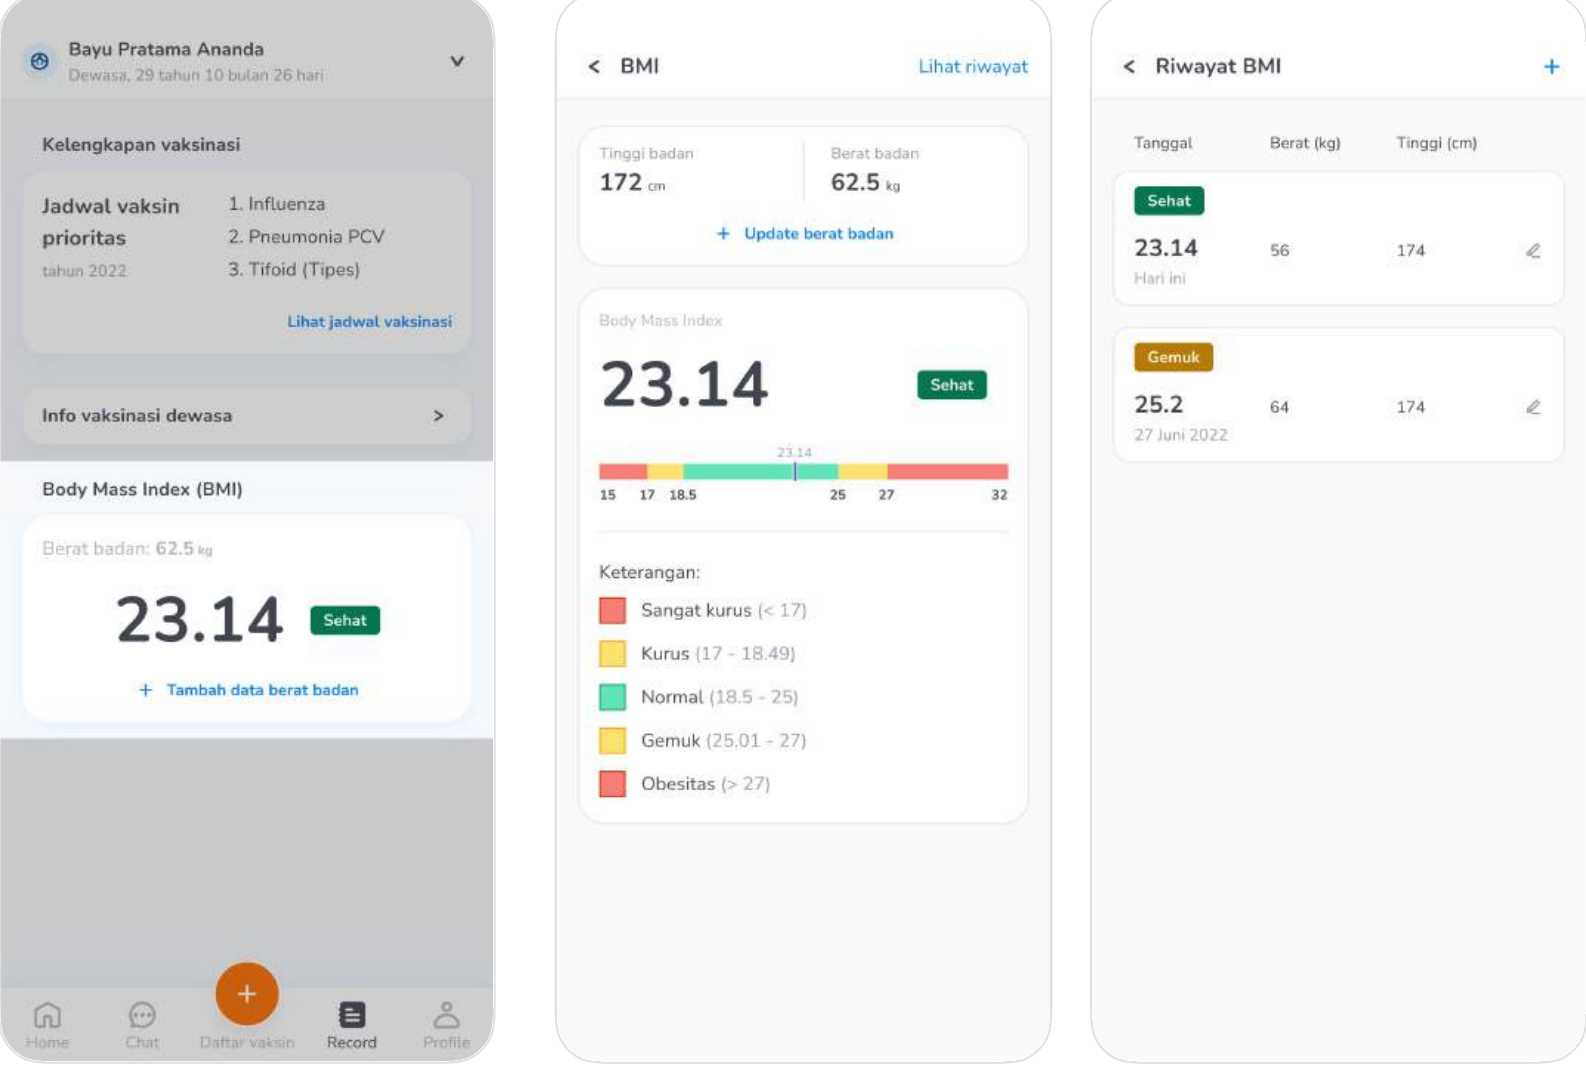 Bayu Pratama Ananda
Dewasa, 29 tahun 10 bulan 26 hari
Kelengkapan vaksinasi
Jadwal vaksin prioritas
tahun 2022
1. Influenza
2. Pneumonia PCV
3. Tifoid (Tipes)
Lihat jadwal vaksinasi
Info vaksinasi dewasa >
Body Mass Index (BMI)
Berat badan: 62.5 kg
23.14 Sehat
+ Tambah data berat badan
+
Home Chat Daftar vaksin Record Profile
< BMI Lihat riwayat
Tinggi badan Berat badan
172 cm 62.5 kg
+ Update berat badan
Body Mass Index
23.14 Sehat
23.14
15 17 18.5 25 27 32
Keterangan:
Sangat kurus (< 17)
Kurus (17 - 18.49)
Normal (18.5 - 25)
Gemuk (25.01 - 27)
Obesitas (> 27)
< Riwayat BMI +
Tanggal Berat (kg) Tinggi (cm)
Sehat
23.14 56 174
Hari ini
Gemuk
25.2 64 174
27 Juni 2022